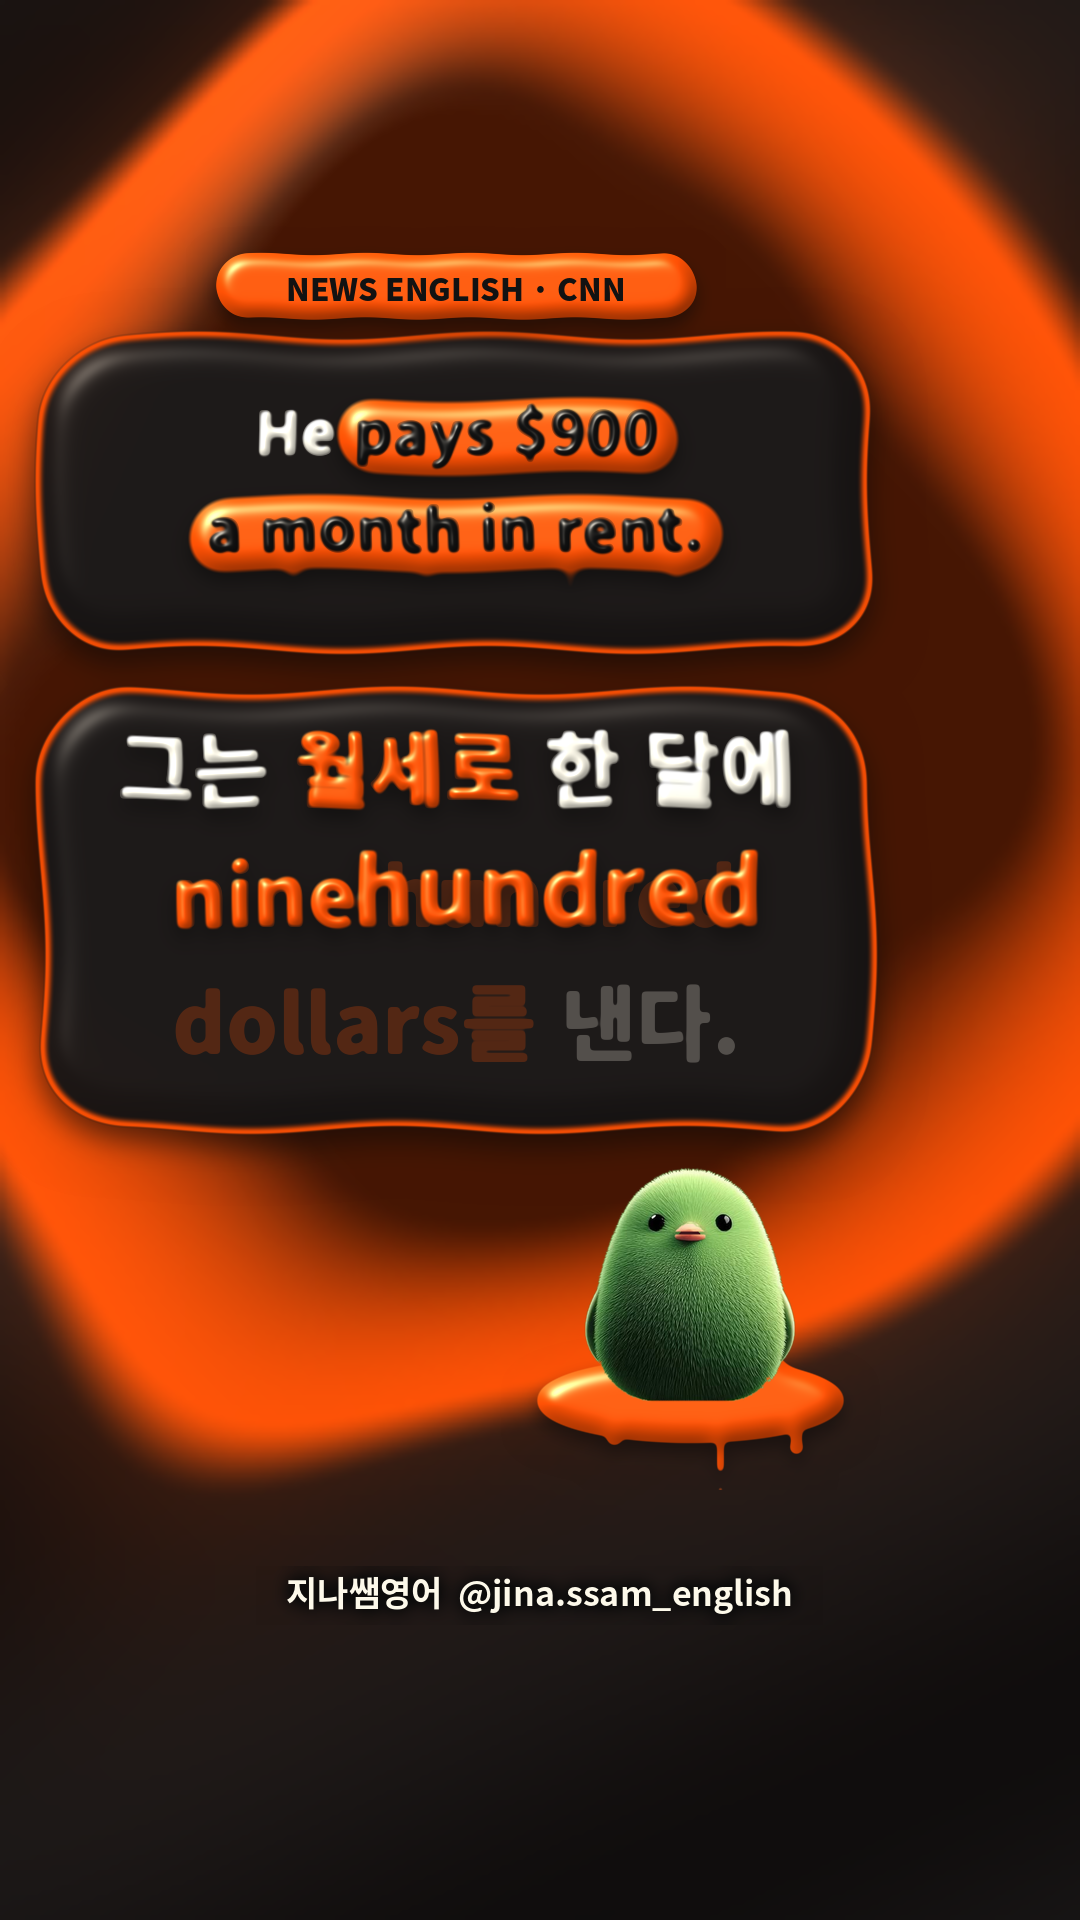 NEWS ENGLISH · CNN
He pays $900
a month in rent.
그는 월세로 한 달에
ninehundred
dollars를 낸다.
지나쌤영어 @jina.ssam_english